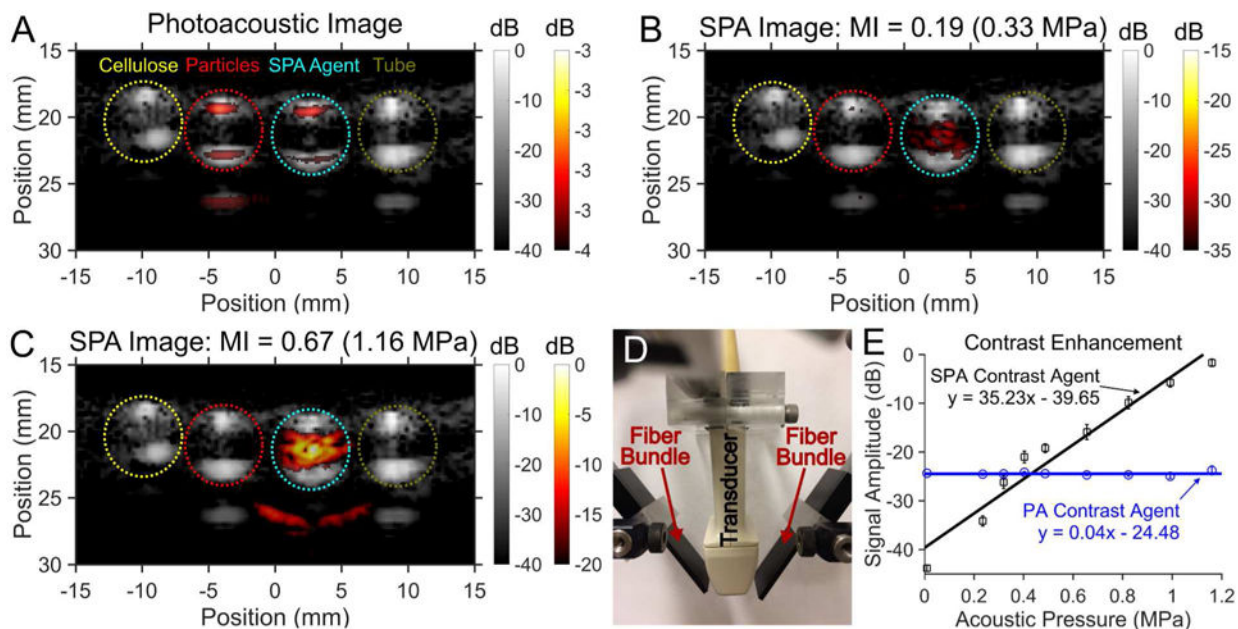 A
Photoacoustic Image
dB
dB
15
20
25
30
Position (mm)
Cellulose
Particles
SPA Agent
Tube
-15
-10
-5
0
5
10
15
Position (mm)
0
-10
-20
-30
-40
-3
-3
-3
-3
-4
-4
B
SPA Image: MI = 0.19 (0.33 MPa)
dB
dB
15
20
25
30
Position (mm)
-15
-10
-5
0
5
10
15
Position (mm)
0
-10
-20
-30
-40
-15
-20
-25
-30
-35
C
SPA Image: MI = 0.67 (1.16 MPa)
dB
dB
15
20
25
30
Position (mm)
-15
-10
-5
0
5
10
15
Position (mm)
0
-10
-20
-30
-40
0
-5
-10
-15
-20
D
Fiber
Bundle
Transducer
Fiber
Bundle
E
Contrast Enhancement
SPA Contrast Agent
y = 35.23x - 39.65
PA Contrast Agent
y = 0.04x - 24.48
Signal Amplitude (dB)
0
-10
-20
-30
-40
0
0.2
0.4
0.6
0.8
1.0
1.2
Acoustic Pressure (MPa)